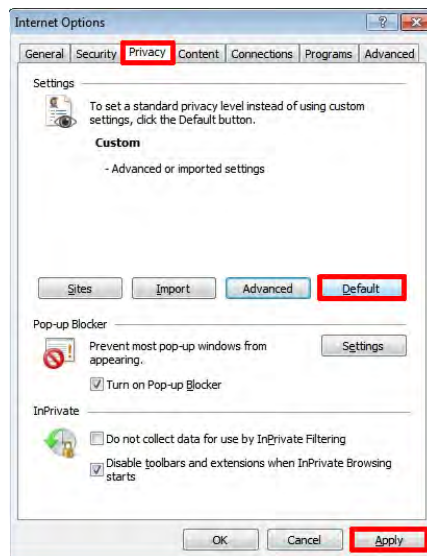 Internet Options
General Security Privacy Content Connections Programs Advanced
Settings
To set a standard privacy level instead of using custom
settings, click the Default button.
Custom
- Advanced or imported settings
Sites Import Advanced Default
Pop-up Blocker
Prevent most pop-up windows from
appearing.
Settings
Turn on Pop-up Blocker
InPrivate
Do not collect data for use by InPrivate Filtering
Disable toolbars and extensions when InPrivate Browsing
starts
OK Cancel Apply